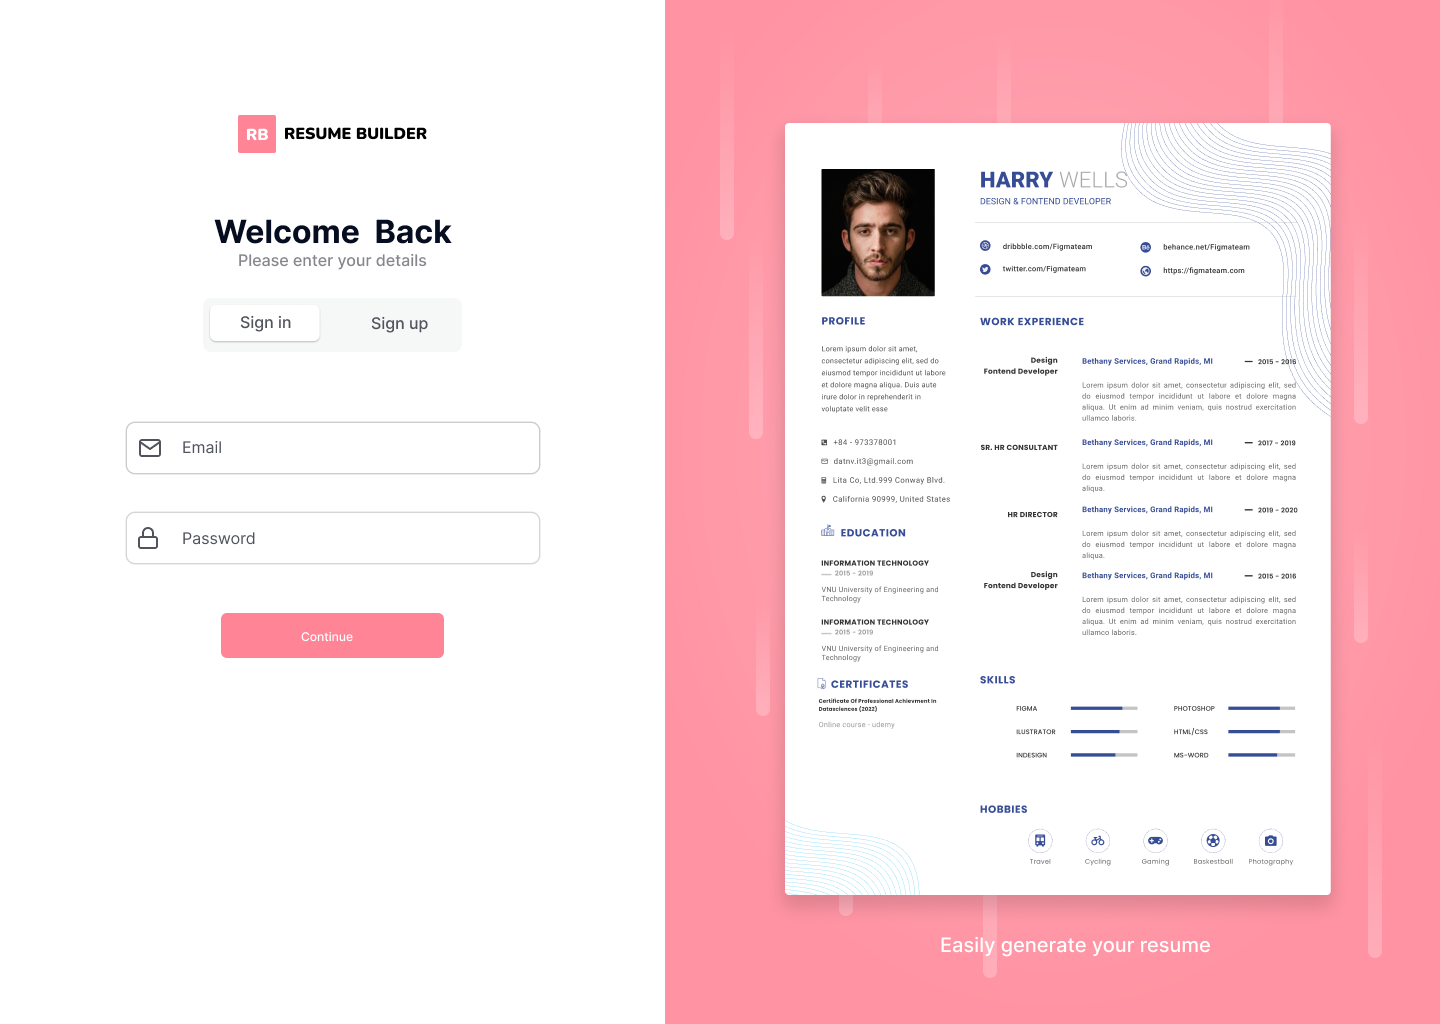 RB RESUME BUILDER
Welcome Back
Please enter your details
Sign in
Sign up
Email
Password
Continue
HARRY WELLS
DESIGN & FONTEND DEVELOPER
dribbble.com/Figmateam
behance.net/Figmateam
twitter.com/Figmateam
https://figmateam.com
PROFILE
Lorem ipsum dolor sit amet,
consectetur adipiscing elit, sed do
eiusmod tempor incididunt ut labore
et dolore magna aliqua. Duis aute
irure dolor in reprehenderit in
voluptate velit esse
+84 - 973378001
datnv.it3@gmail.com
Lita Co, Ltd.999 Conway Blvd.
California 90999, United States
EDUCATION
INFORMATION TECHNOLOGY
2015 - 2019
VNU University of Engineering and
Technology
INFORMATION TECHNOLOGY
2015 - 2019
VNU University of Engineering and
Technology
CERTIFICATES
Certificate Of Professional Achievment In
Datasciences (2022)
Online course - udemy
WORK EXPERIENCE
Design
Fontend Developer
Bethany Services, Grand Rapids, MI
2015 - 2016
Lorem ipsum dolor sit amet, consectetur adipiscing elit, sed
do eiusmod tempor incididunt ut labore et dolore magna
aliqua. Ut enim ad minim veniam, quis nostrud exercitation
ullamco laboris.
SR. HR CONSULTANT
Bethany Services, Grand Rapids, MI
2017 - 2019
Lorem ipsum dolor sit amet, consectetur adipiscing elit, sed
do eiusmod tempor incididunt ut labore et dolore magna
aliqua.
HR DIRECTOR
Bethany Services, Grand Rapids, MI
2019 - 2020
Lorem ipsum dolor sit amet, consectetur adipiscing elit, sed
do eiusmod tempor incididunt ut labore et dolore magna
aliqua.
Design
Fontend Developer
Bethany Services, Grand Rapids, MI
2015 - 2016
Lorem ipsum dolor sit amet, consectetur adipiscing elit, sed
do eiusmod tempor incididunt ut labore et dolore magna
aliqua. Ut enim ad minim veniam, quis nostrud exercitation
ullamco laboris.
SKILLS
FIGMA
PHOTOSHOP
ILUSTRATOR
HTML/CSS
INDESIGN
MS-WORD
HOBBIES
Travel
Cycling
Gaming
Baskestball
Photography
Easily generate your resume